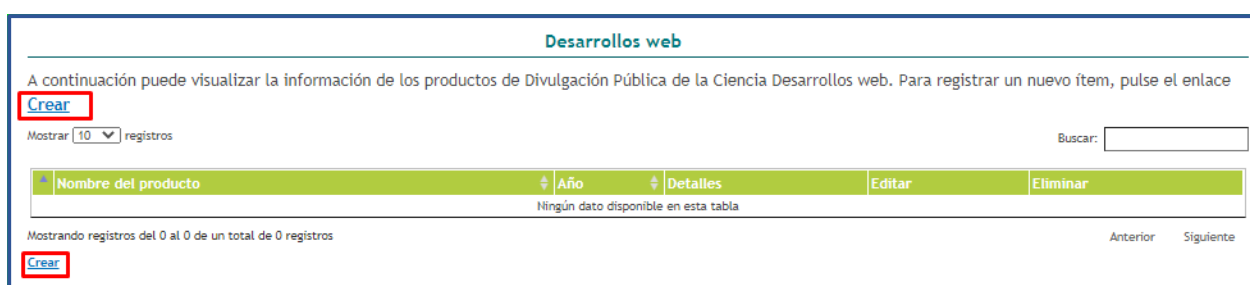 Desarrollos web
A continuación puede visualizar la información de los productos de Divulgación Pública de la Ciencia Desarrollos web. Para registrar un nuevo ítem, pulse el enlace
Crear
Mostrar 10 registros Buscar:
Nombre del producto Año Detalles Editar Eliminar
Ningún dato disponible en esta tabla
Mostrando registros del 0 al 0 de un total de 0 registros Anterior Siguiente
Crear